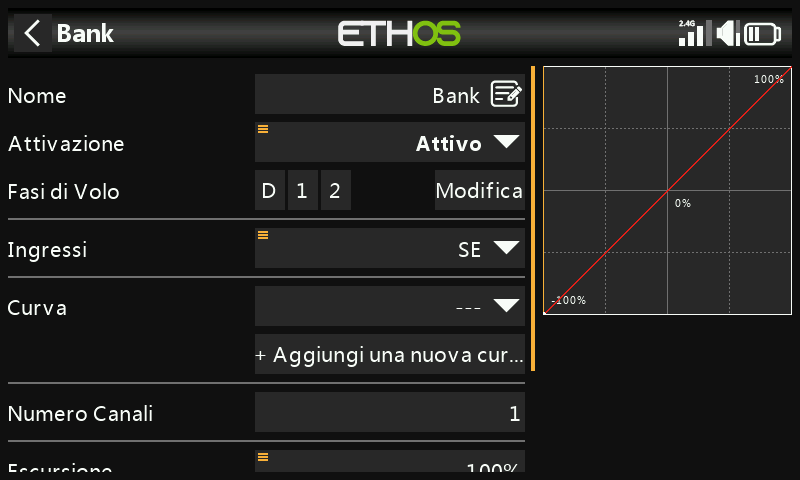 Bank
ETHOS
2.4G
Nome
Bank
Attivazione
Attivo
Fasi di Volo
D 1 2
Modifica
Ingressi
SE
Curva
---
+ Aggiungi una nuova cur...
Numero Canali
1
Escursione
100%
100%
0%
-100%